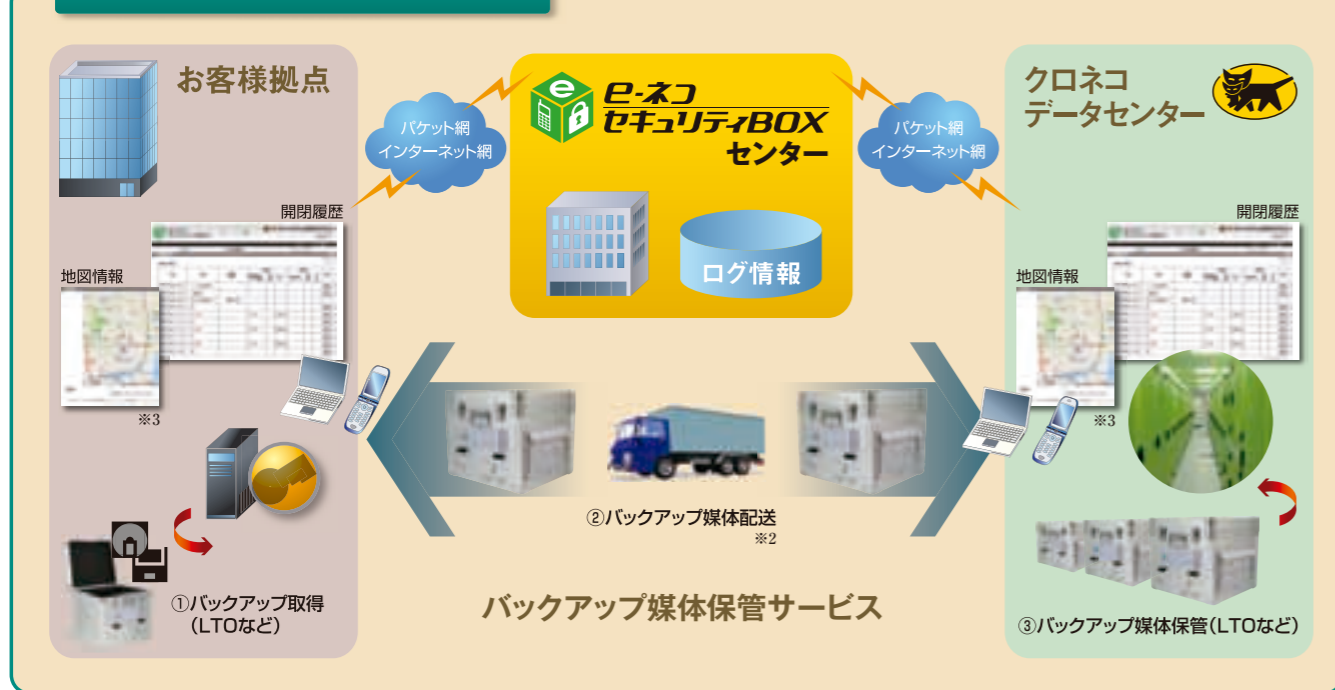 お客様拠点
開閉履歴
地図情報
※3
①バックアップ取得
(LTOなど)
パケット網
インターネット網
e
e-ネコ
セキュリティBOX
センター
ログ情報
パケット網
インターネット網
②バックアップ媒体配送
※2
バックアップ媒体保管サービス
クロネコ
データセンター
開閉履歴
地図情報
※3
③バックアップ媒体保管(LTOなど)